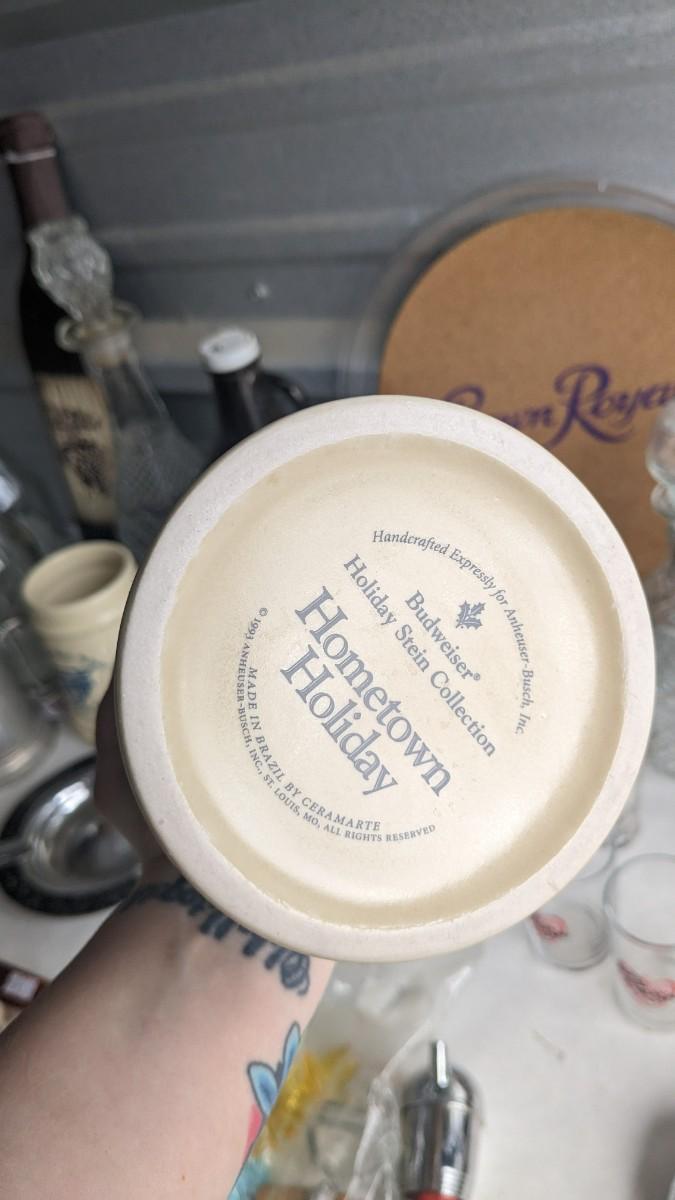 Handcrafted Expressly for Anheuser-Busch, Inc
Budweiser®
Holiday Stein Collection
Hometown
Holiday
MADE IN BRAZIL BY CERAMARTE
© 1993 ANHEUSER-BUSCH, INC., ST. LOUIS, MO, ALL RIGHTS RESERVED
Crown Royal